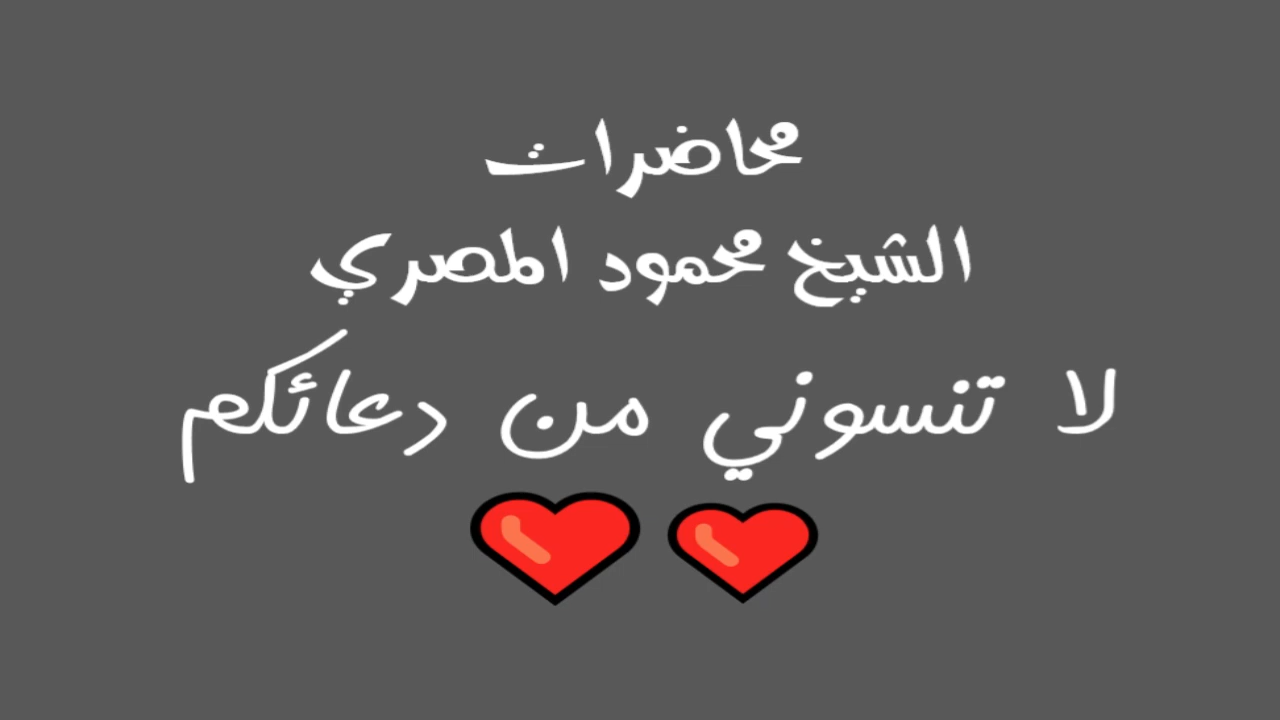 محاضرات
الشيخ محمود المصري
لا تنسوني من دعائكم